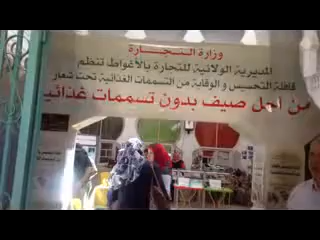 وزارة التجارة
المديرية الولائية للتجارة بالأغواط تنظم
قافلة التحسيس و الوقاية من التسممات الغذائية تحت شعار
من اجل صيف بدون تسممات غذائية